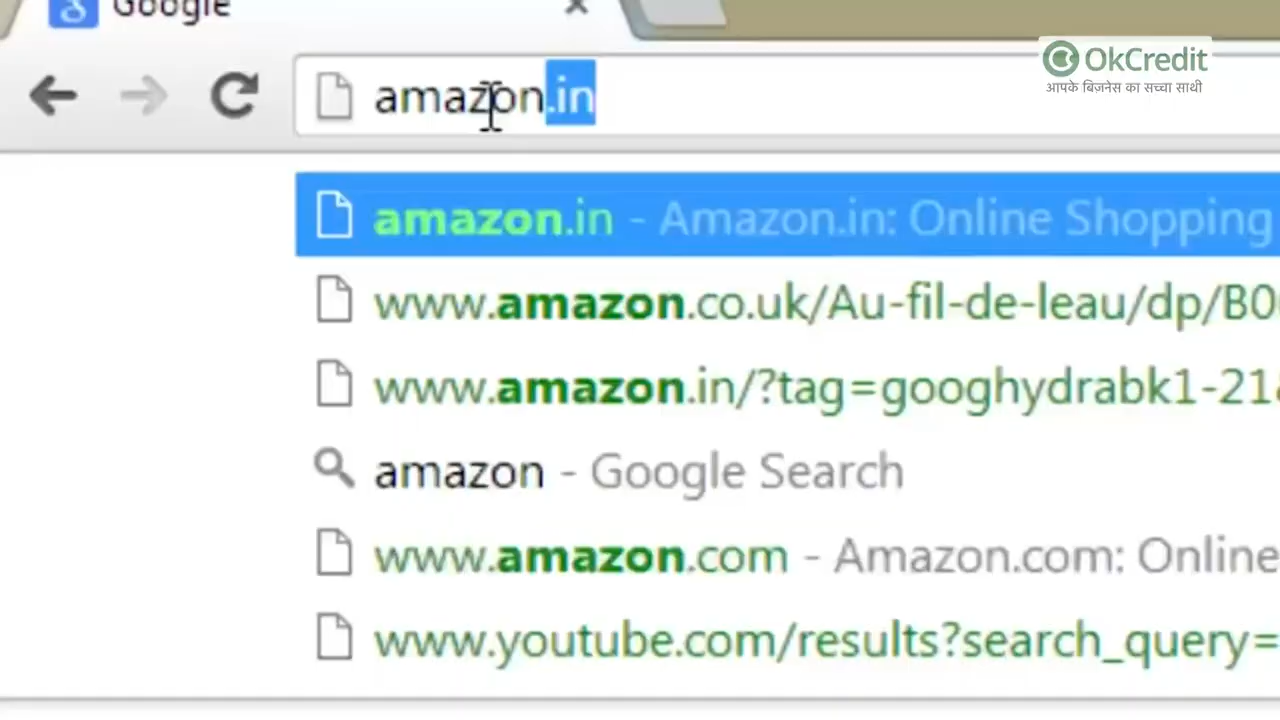 Google
OkCredit
आपके बिज़नेस का सच्चा साथी
amazon.in
amazon.in - Amazon.in: Online Shopping
www.amazon.co.uk/Au-fil-de-leau/dp/B0
www.amazon.in/?tag=googhydrabk1-21
amazon - Google Search
www.amazon.com - Amazon.com: Online
www.youtube.com/results?search_query=